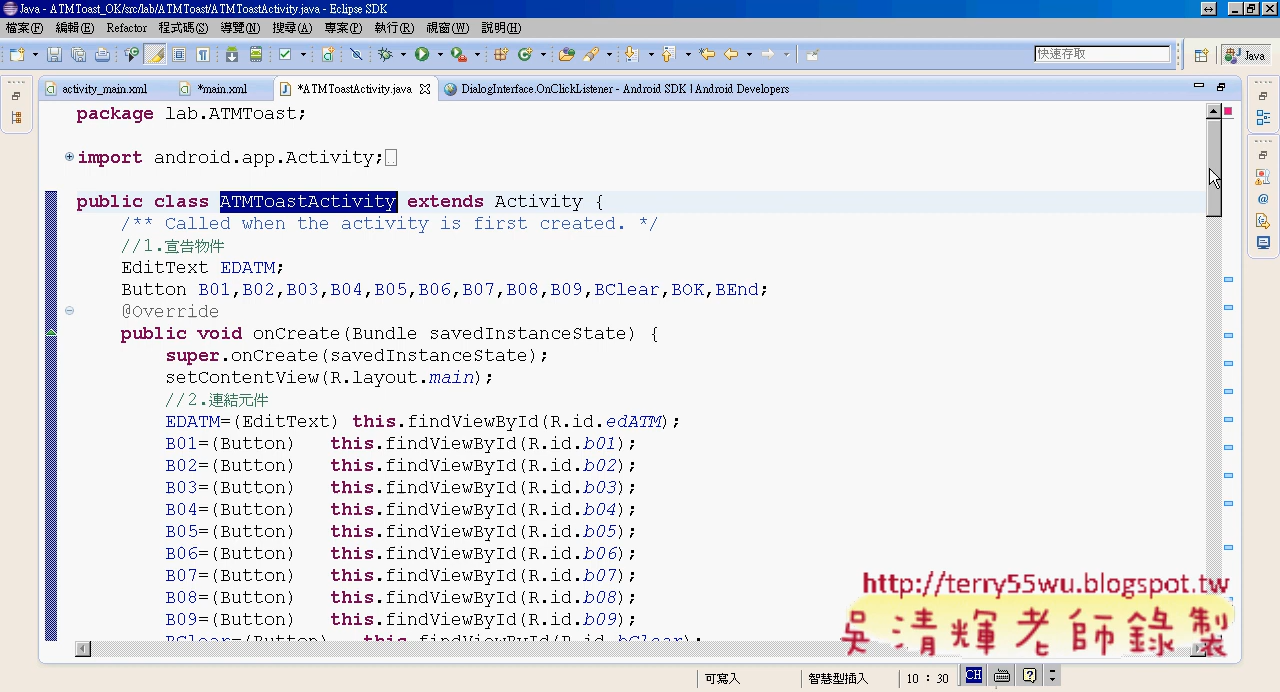 Java - ATMToast_OK/src/lab/ATMToast/ATMToastActivity.java - Eclipse SDK
檔案(F) 編輯(E) Refactor 程式碼(S) 導覽(N) 搜尋(A) 專案(P) 執行(R) 視窗(W) 說明(H)
快速存取
Java
activity_main.xml *main.xml *ATMToastActivity.java DialogInterface.OnClickListener - Android SDK | Android Developers
package lab.ATMToast;
import android.app.Activity;
public class ATMToastActivity extends Activity {
/** Called when the activity is first created. */
//1.宣告物件
EditText EDATM;
Button B01,B02,B03,B04,B05,B06,B07,B08,B09,BClear,BOK,BEnd;
@Override
public void onCreate(Bundle savedInstanceState) {
super.onCreate(savedInstanceState);
setContentView(R.layout.main);
//2.連結元件
EDATM=(EditText) this.findViewById(R.id.edATM);
B01=(Button) this.findViewById(R.id.b01);
B02=(Button) this.findViewById(R.id.b02);
B03=(Button) this.findViewById(R.id.b03);
B04=(Button) this.findViewById(R.id.b04);
B05=(Button) this.findViewById(R.id.b05);
B06=(Button) this.findViewById(R.id.b06);
B07=(Button) this.findViewById(R.id.b07);
B08=(Button) this.findViewById(R.id.b08);
B09=(Button) this.findViewById(R.id.b09);
BClear=(Button) this.findViewById(R.id.bClear);
http://terry55wu.blogspot.tw
吳清輝老師錄製
可寫入 智慧型插入 10 : 30 CH